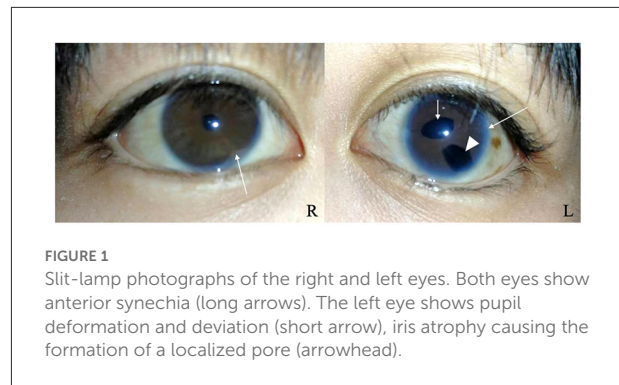 R
L
FIGURE 1
Slit-lamp photographs of the right and left eyes. Both eyes show
anterior synechia (long arrows). The left eye shows pupil
deformation and deviation (short arrow), iris atrophy causing the
formation of a localized pore (arrowhead).